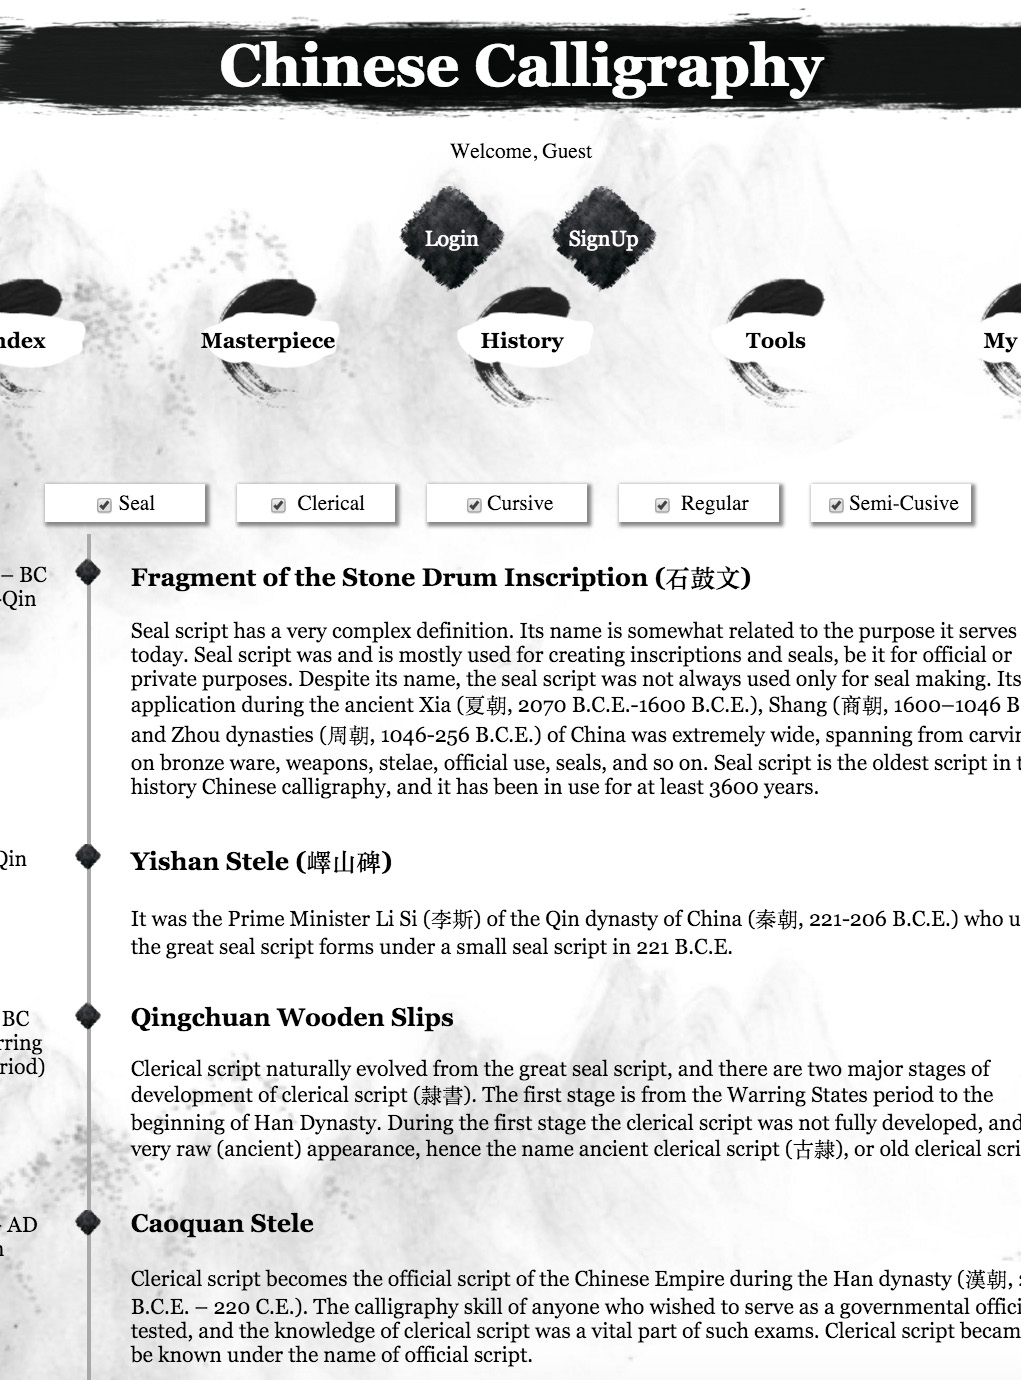 Chinese Calligraphy
Welcome, Guest
Login SignUp
Masterpiece History Tools My
Seal Clerical Cursive Regular Semi-Cusive
– BC
-Qin
Fragment of the Stone Drum Inscription (石鼓文)
Seal script has a very complex definition. Its name is somewhat related to the purpose it serves
today. Seal script was and is mostly used for creating inscriptions and seals, be it for official or
private purposes. Despite its name, the seal script was not always used only for seal making. Its
application during the ancient Xia (夏朝, 2070 B.C.E.-1600 B.C.E.), Shang (商朝, 1600–1046 B
and Zhou dynasties (周朝, 1046-256 B.C.E.) of China was extremely wide, spanning from
on bronze ware, weapons, stelae, official use, seals, and so on. Seal script is the oldest script in
history Chinese calligraphy, and it has been in use for at least 3600 years.
Qin
Yishan Stele (嶧山碑)
It was the Prime Minister Li Si (李斯) of the Qin dynasty of China (秦朝, 221-206 B.C.E.) who
the great seal script forms under a small seal script in 221 B.C.E.
BC
Qingchuan Wooden Slips
Clerical script naturally evolved from the great seal script, and there are two major stages of
development of clerical script (隸書). The first stage is from the Warring States period to the
beginning of Han Dynasty. During the first stage the clerical script was not fully developed, and
very raw (ancient) appearance, hence the name ancient clerical script (古隸), or old clerical
- AD
Caoquan Stele
Clerical script becomes the official script of the Chinese Empire during the Han dynasty (漢朝,
B.C.E. – 220 C.E.). The calligraphy skill of anyone who wished to serve as a governmental
tested, and the knowledge of clerical script was a vital part of such exams. Clerical script
be known under the name of official script.